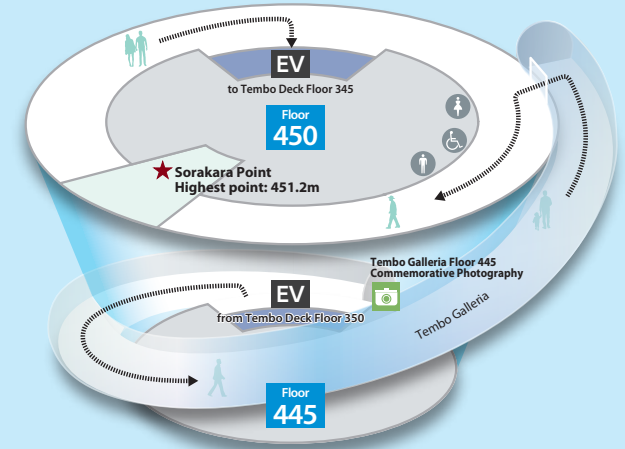 EV
to Tembo Deck Floor 345
Floor
450
Sorakara Point
Highest point: 451.2m
Tembo Galleria Floor 445
Commemorative Photography
EV
from Tembo Deck Floor 350
Tembo Galleria
Floor
445